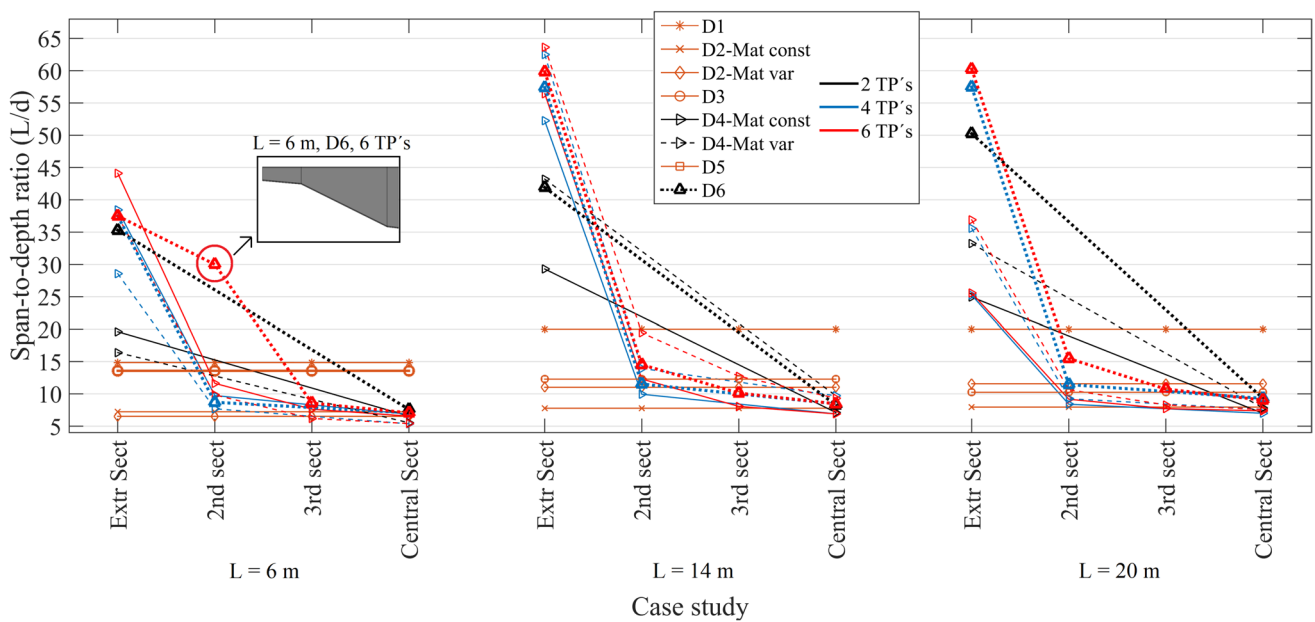 Span-to-depth ratio (L/d)
65
60
55
50
45
40
35
30
25
20
15
10
5
L = 6 m, D6, 6 TP´s
D1
D2-Mat const
D2-Mat var
D3
D4-Mat const
D4-Mat var
D5
D6
2 TP´s
4 TP´s
6 TP´s
Extr Sect
2nd sect
3rd sect
Central Sect
Extr Sect
2nd sect
3rd sect
Central Sect
Extr Sect
2nd sect
3rd sect
Central Sect
L = 6 m
L = 14 m
L = 20 m
Case study